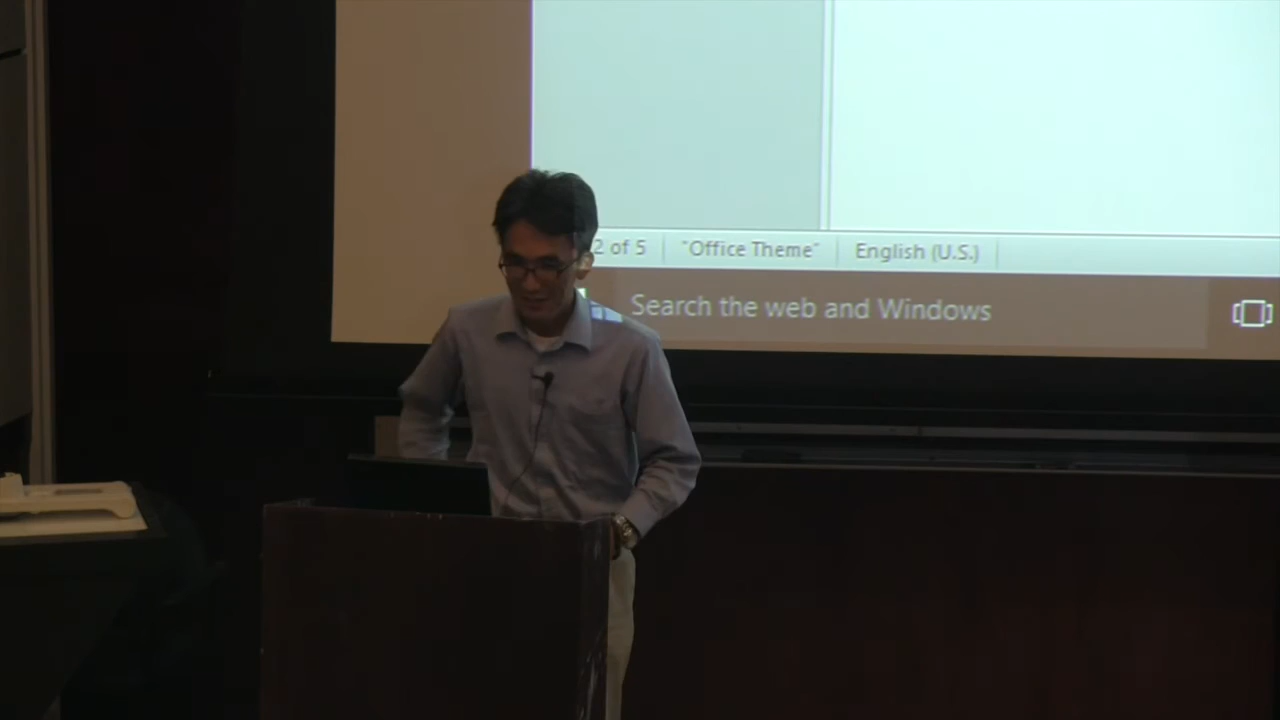 2 of 5 "Office Theme" English (U.S.)
Search the web and Windows